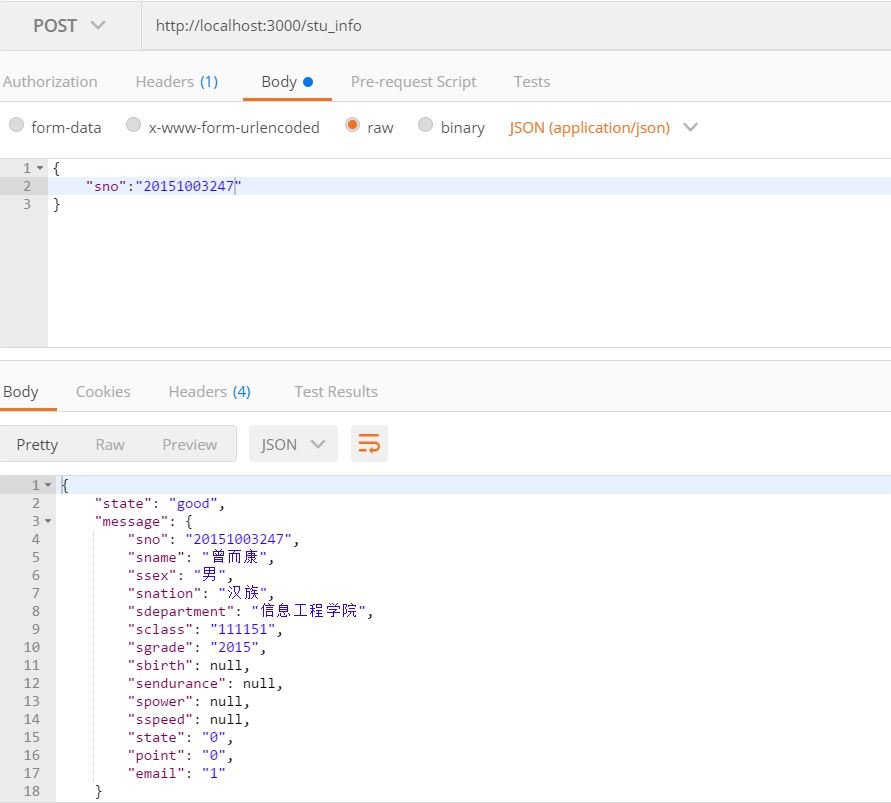 POST http://localhost:3000/stu_info
Authorization Headers (1) Body Pre-request Script Tests
form-data x-www-form-urlencoded raw binary JSON (application/json)
1 {
2 "sno":"20151003247"
3 }
Body Cookies Headers (4) Test Results
Pretty Raw Preview JSON
1 {
2 "state": "good",
3 "message": {
4 "sno": "20151003247",
5 "sname": "曾而康",
6 "ssex": "男",
7 "snation": "汉族",
8 "sdepartment": "信息工程学院",
9 "sclass": "111151",
10 "sgrade": "2015",
11 "sbirth": null,
12 "sendurance": null,
13 "spower": null,
14 "sspeed": null,
15 "state": "0",
16 "point": "0",
17 "email": "1"
18 }